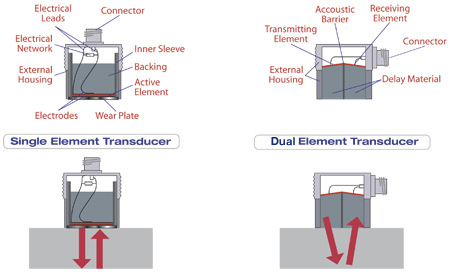 Electrical
Leads
Connector
Electrical
Network
Inner Sleeve
External
Housing
Backing
Active
Element
Electrodes
Wear Plate
Single Element Transducer
Accoustic
Barrier
Receiving
Element
Transmitting
Element
Connector
External
Housing
Delay Material
Dual Element Transducer